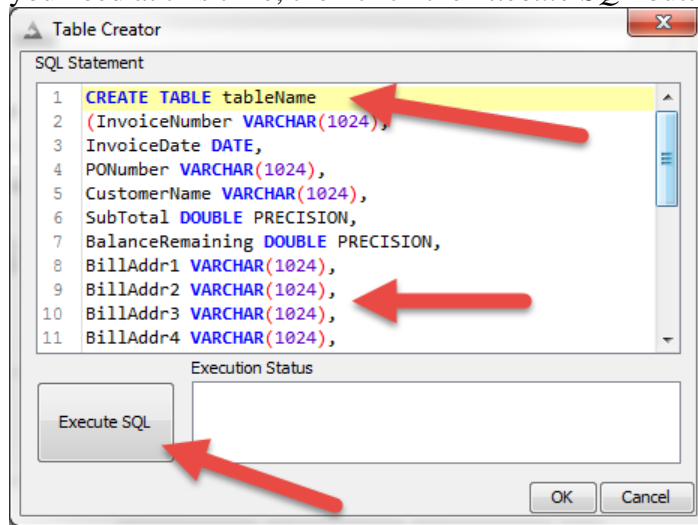 Table Creator
SQL Statement
1 CREATE TABLE tableName
2 (InvoiceNumber VARCHAR(1024),
3 InvoiceDate DATE,
4 PONumber VARCHAR(1024),
5 CustomerName VARCHAR(1024),
6 SubTotal DOUBLE PRECISION,
7 BalanceRemaining DOUBLE PRECISION,
8 BillAddr1 VARCHAR(1024),
9 BillAddr2 VARCHAR(1024),
10 BillAddr3 VARCHAR(1024),
11 BillAddr4 VARCHAR(1024),
Execution Status
Execute SQL
OK Cancel